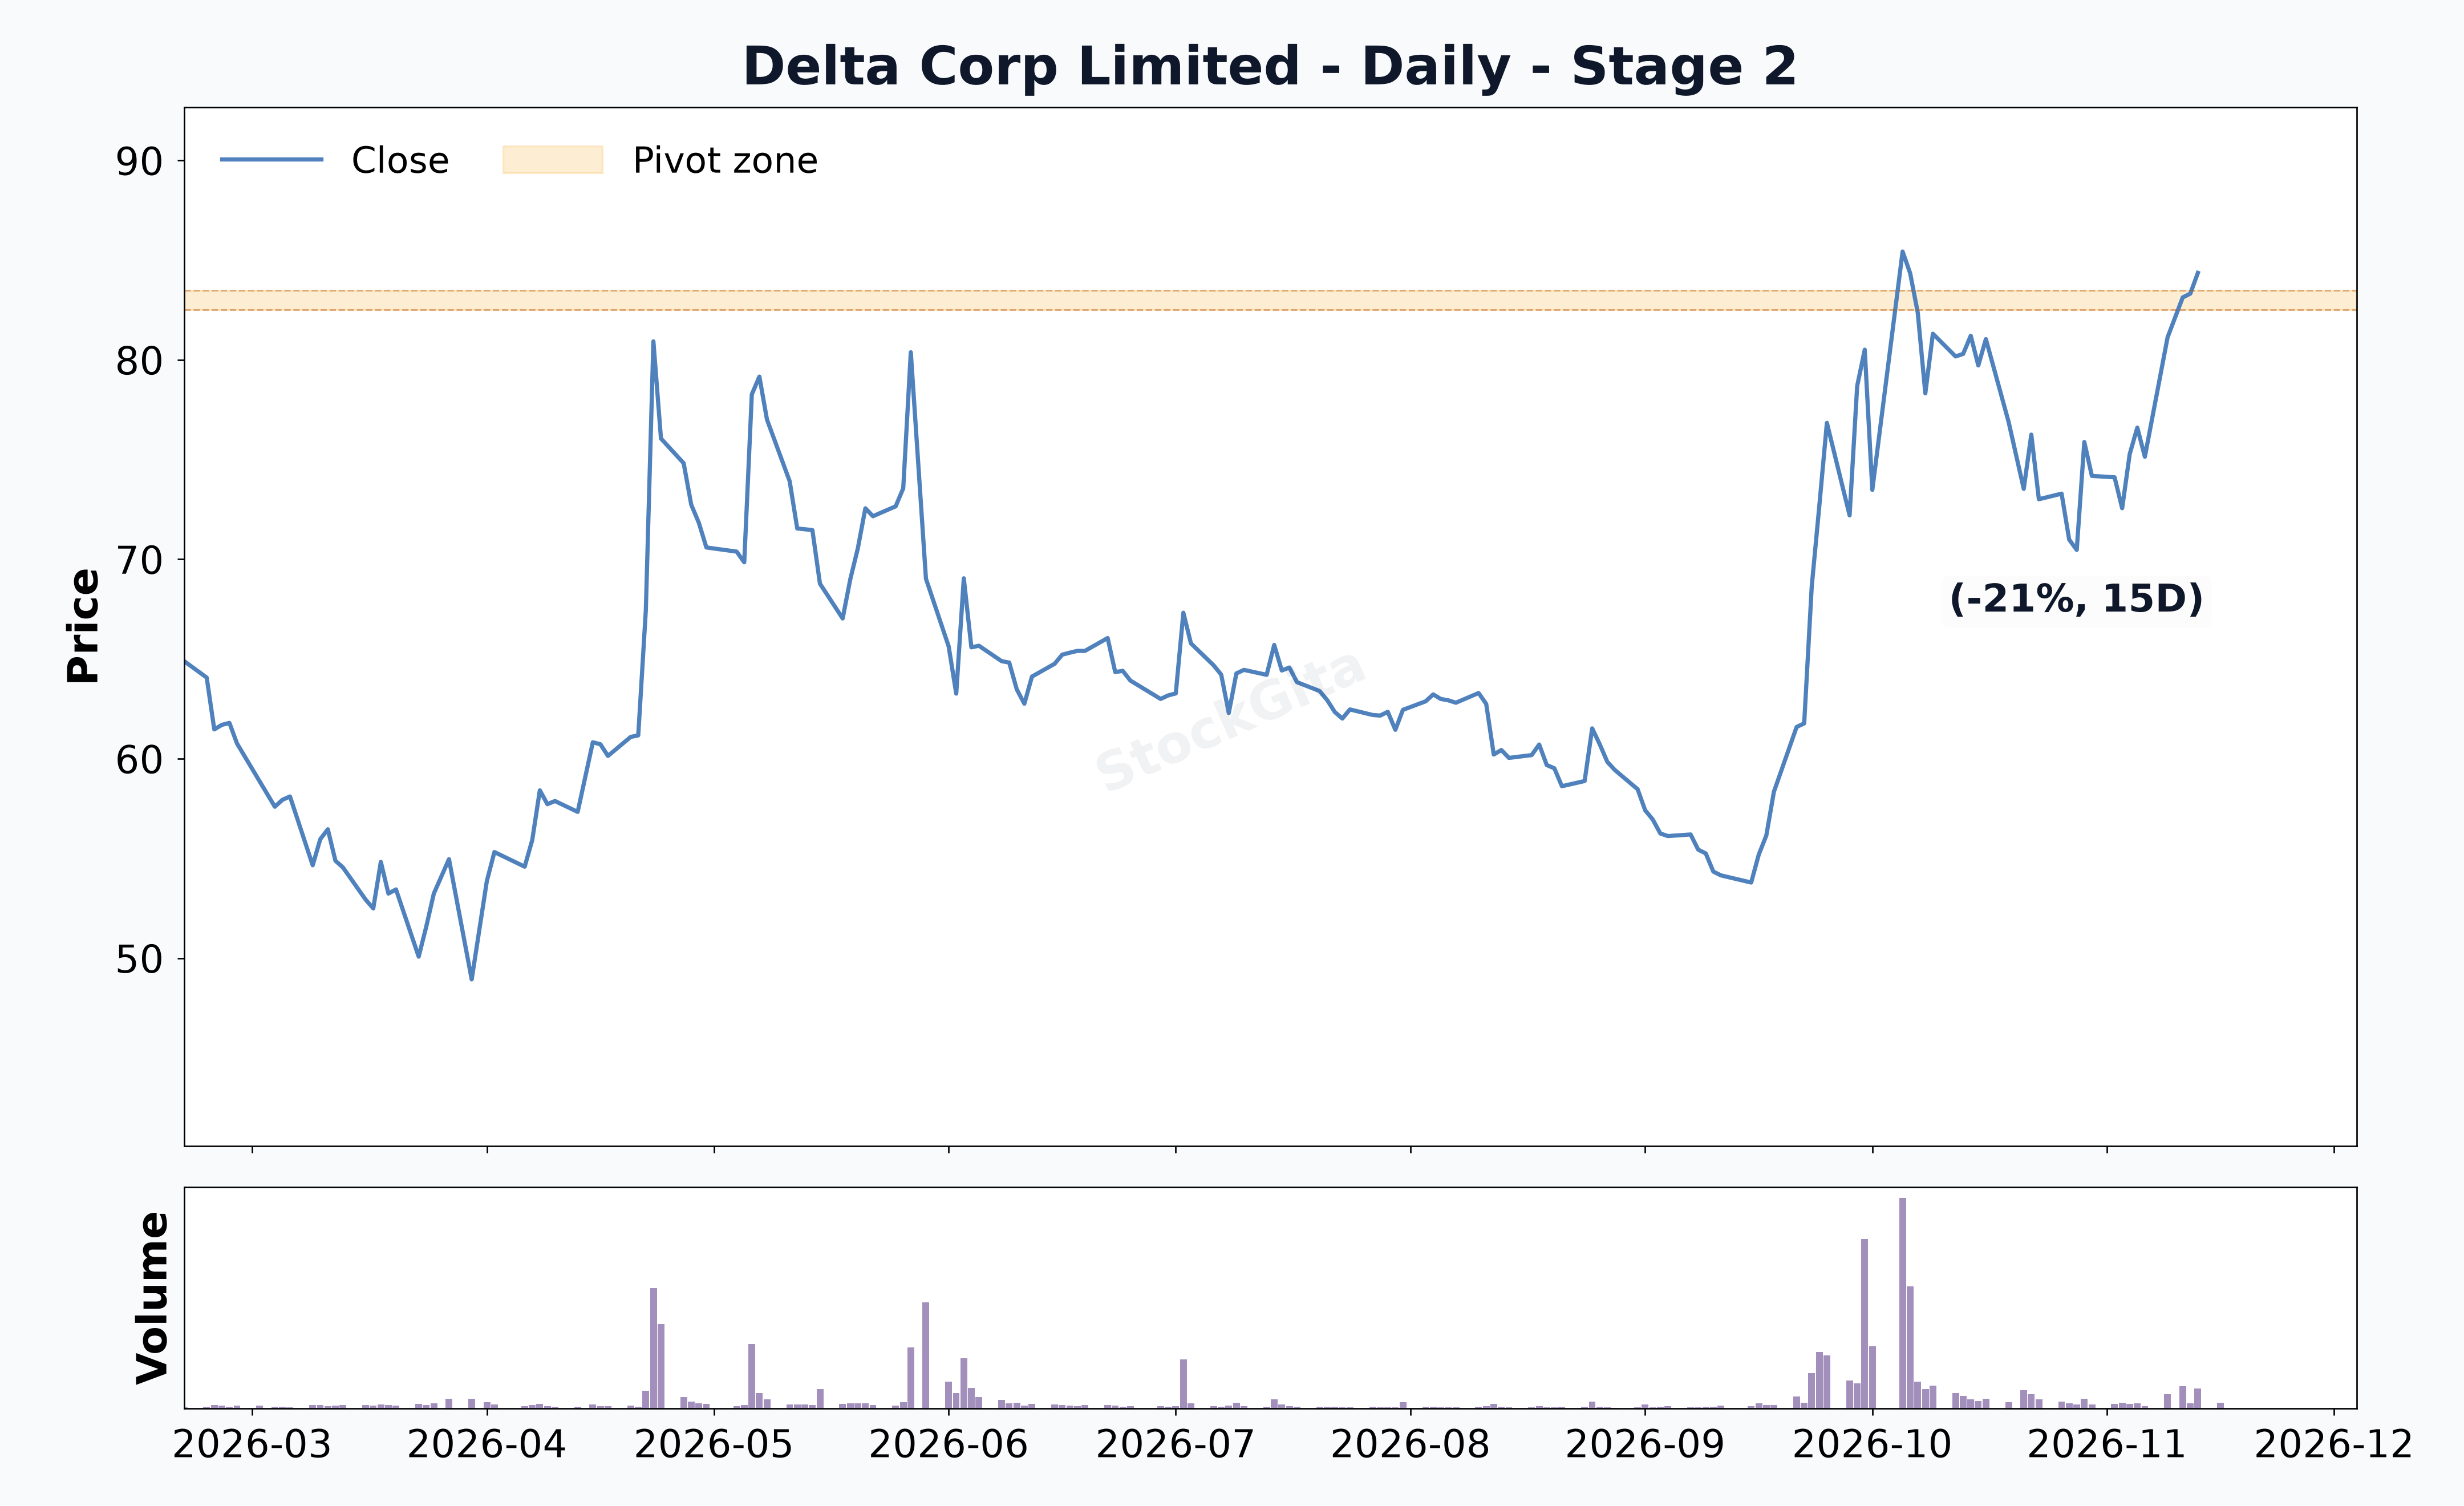 Delta Corp Limited - Daily - Stage 2
Close
Pivot zone
90
80
70
60
50
Price
(-21%, 15D)
StockGita
Volume
2026-03
2026-04
2026-05
2026-06
2026-07
2026-08
2026-09
2026-10
2026-11
2026-12